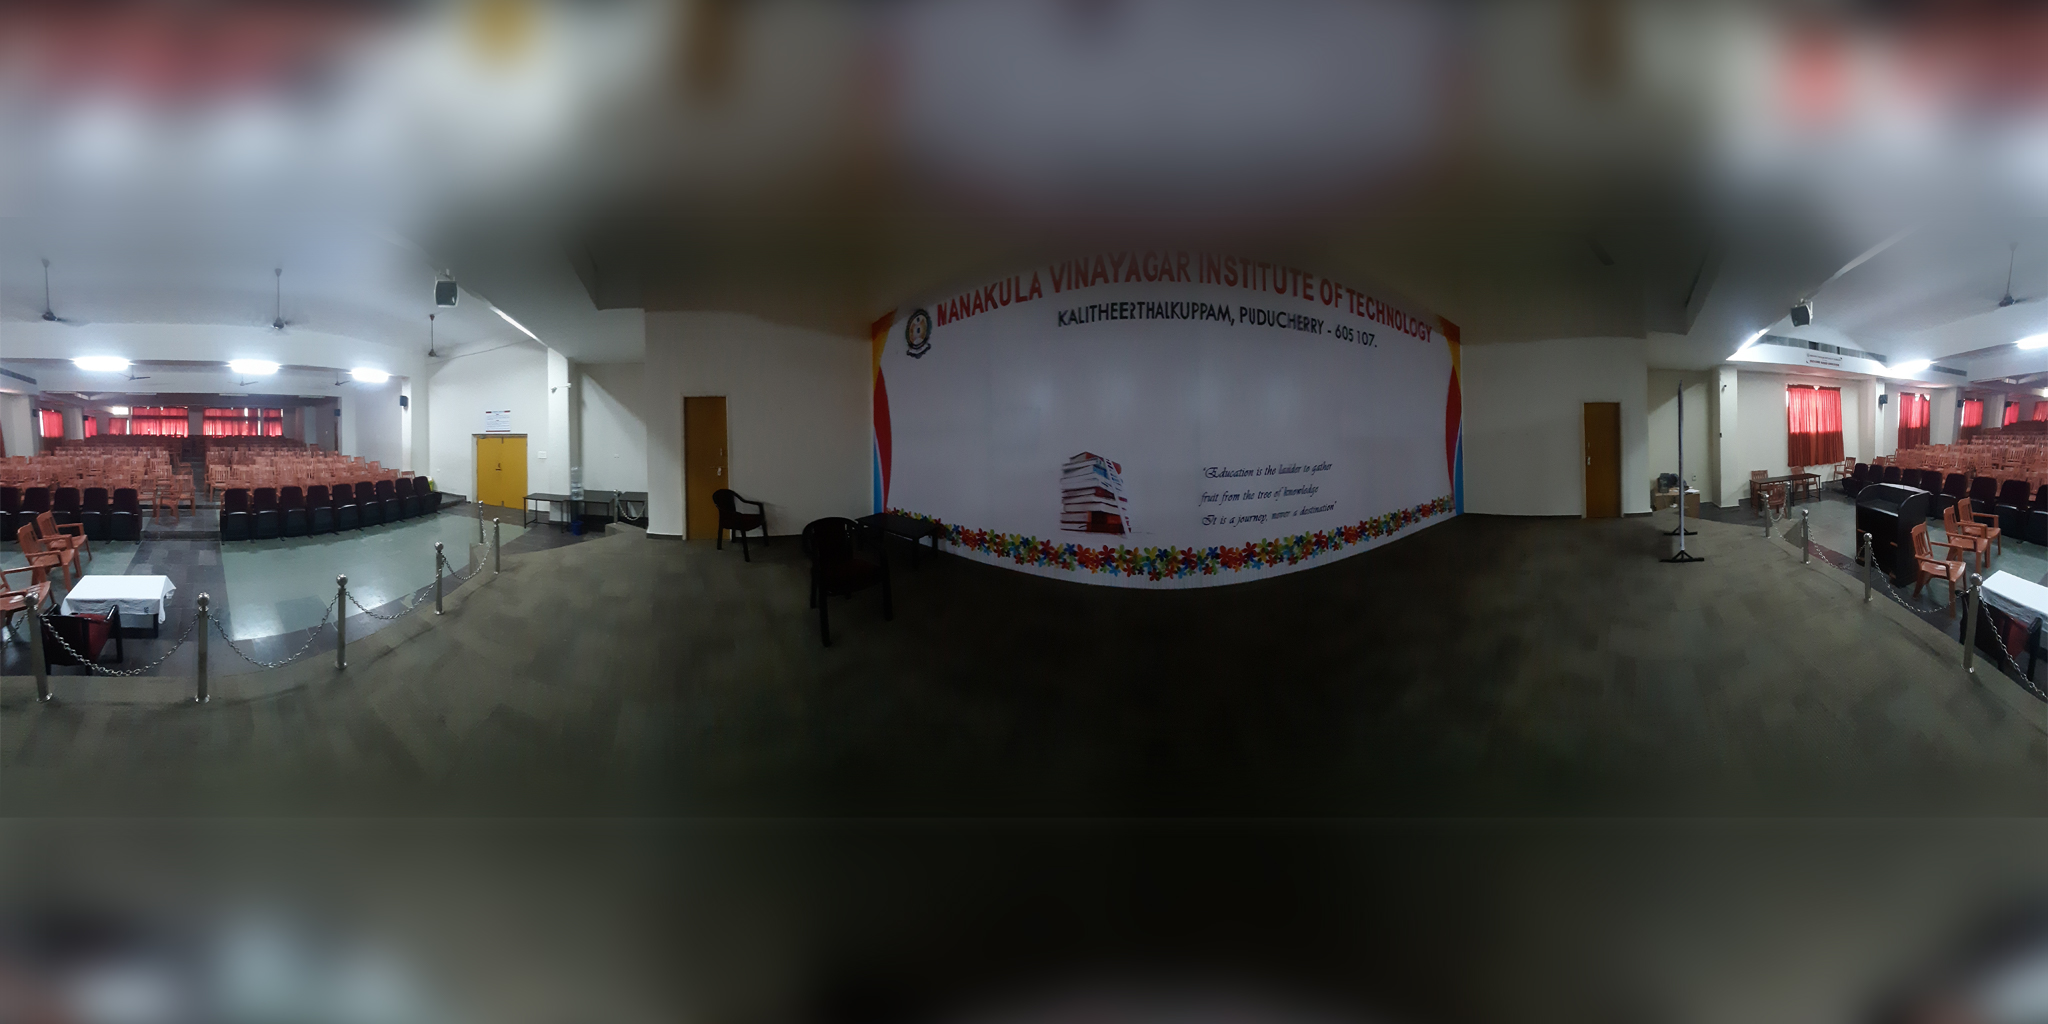 MANAKULA VINAYAGAR INSTITUTE OF TECHNOLOGY
KALITHEERTHALKUPPAM, PUDUCHERRY - 605 107.
"Education is the ladder to gather
fruit from the tree of knowledge
It is a journey, never a destination"